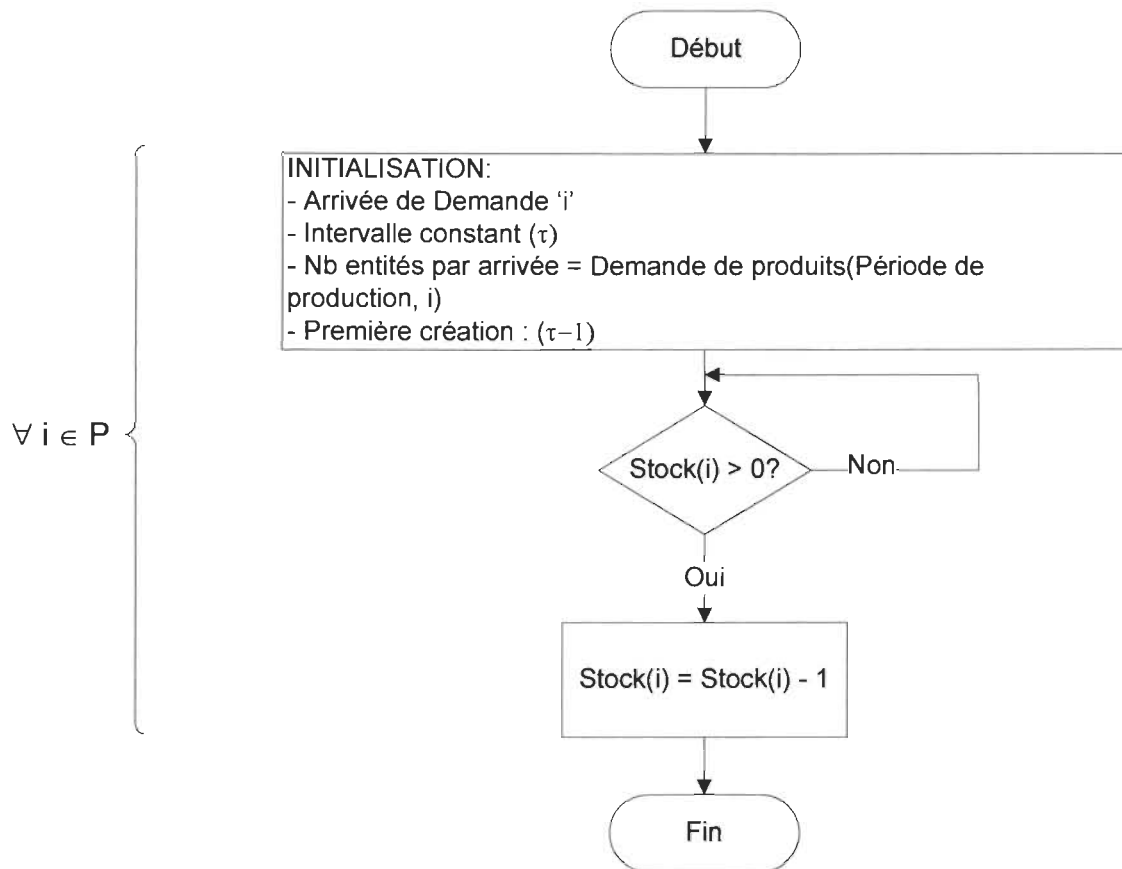 Début
INITIALISATION:
- Arrivée de Demande ‘i’
- Intervalle constant (τ)
- Nb entités par arrivée = Demande de produits(Période de
production, i)
- Première création : (τ−1)
∀ i ∈ P
Stock(i) > 0?
Non
Oui
Stock(i) = Stock(i) - 1
Fin